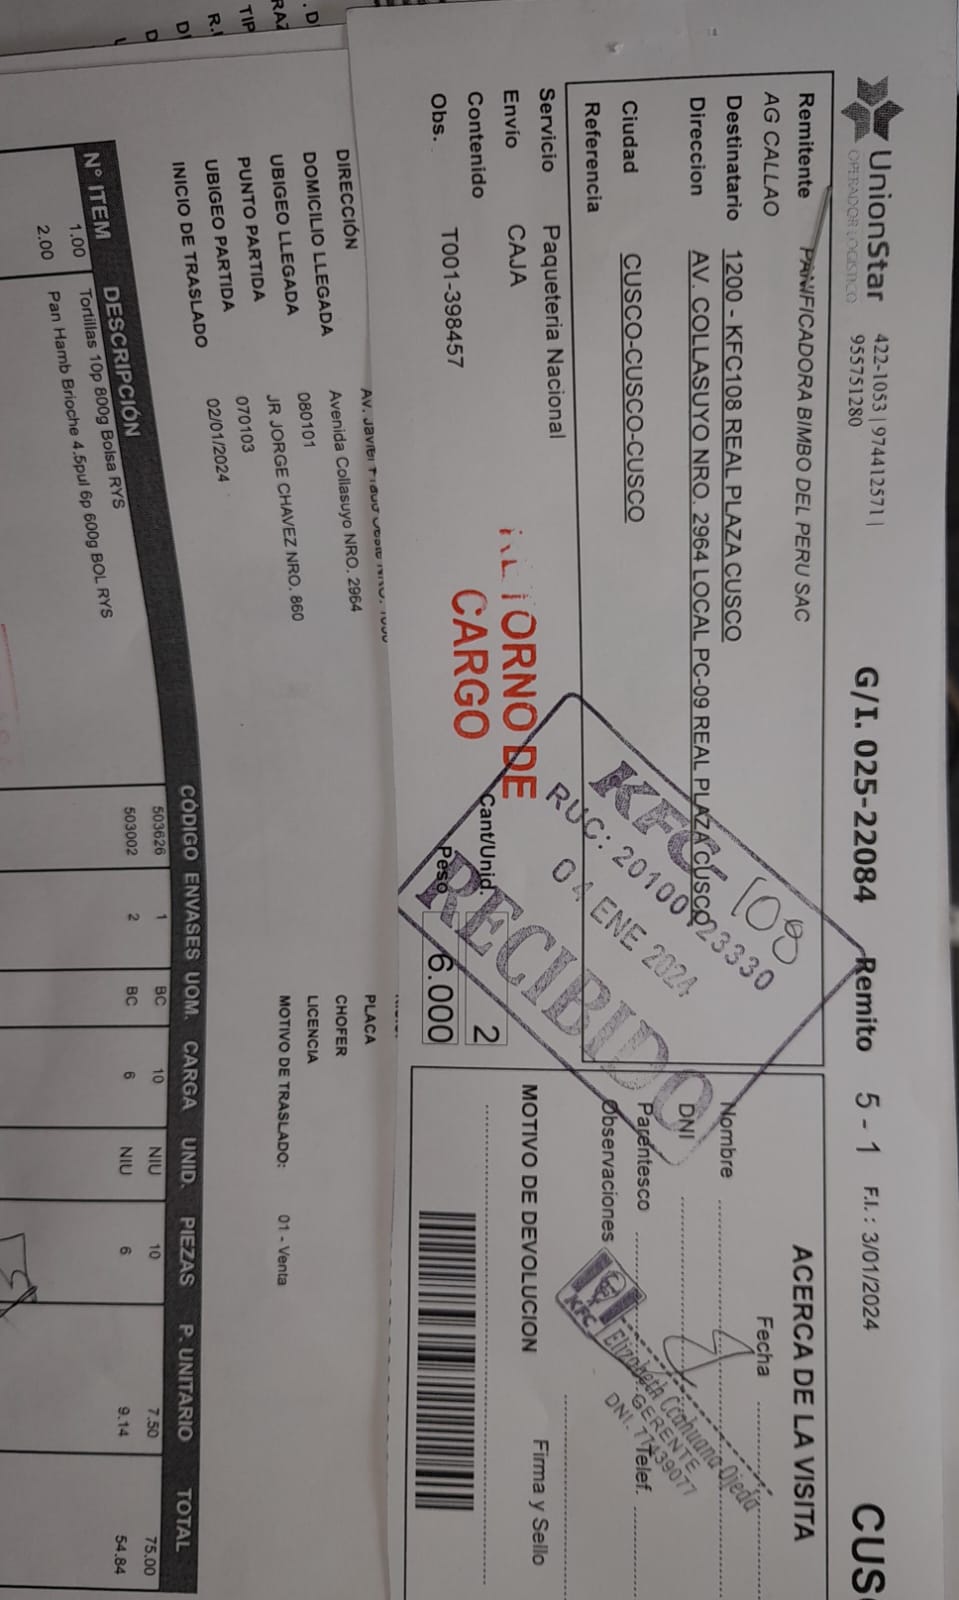 UnionStar
OPERADOR LOGISTICO
422-1053 | 974412571 |
955751280
G/I. 025-22084 Remito 5 - 1 F.I.: 3/01/2024
Remitente PANIFICADORA BIMBO DEL PERU SAC
AG CALLAO
Destinatario 1200 - KFC108 REAL PLAZA CUSCO
Direccion AV. COLLASUYO NRO. 2964 LOCAL PC-09 REAL PLAZA CUSCO
Ciudad CUSCO-CUSCO-CUSCO
Referencia
Servicio Paqueteria Nacional
Envío CAJA
Contenido
Obs. T001-398457
Cant/Unid. 2
Peso 6.000
RETORNO DE
CARGO
KFC- 108
04 ENE 2024
RECIBIDO
ACERCA DE LA VISITA
Fecha
Nombre
DNI
Parentesco
Telef.
Observaciones
KFC
Elizabeth Ccahuana Ojeda
GERENTE
MOTIVO DE DEVOLUCION
Firma y Sello
DIRECCIÓN
DOMICILIO LLEGADA Avenida Collasuyo NRO. 2964
UBIGEO LLEGADA 080101
PUNTO PARTIDA JR JORGE CHAVEZ NRO. 860
UBIGEO PARTIDA 070103
INICIO DE TRASLADO 02/01/2024
PLACA
CHOFER
LICENCIA
MOTIVO DE TRASLADO: 01 - Venta
N° ITEM DESCRIPCIÓN CÓDIGO ENVASES UOM. CARGA UNID. PIEZAS P. UNITARIO TOTAL
1.00 Tortillas 10p 800g Bolsa RYS 503626 1 BC 10 NIU 10 7.50 75.00
2.00 Pan Hamb Brioche 4.5pul 6p 600g BOL RYS 503002 2 BC 6 NIU 6 9.14 54.84